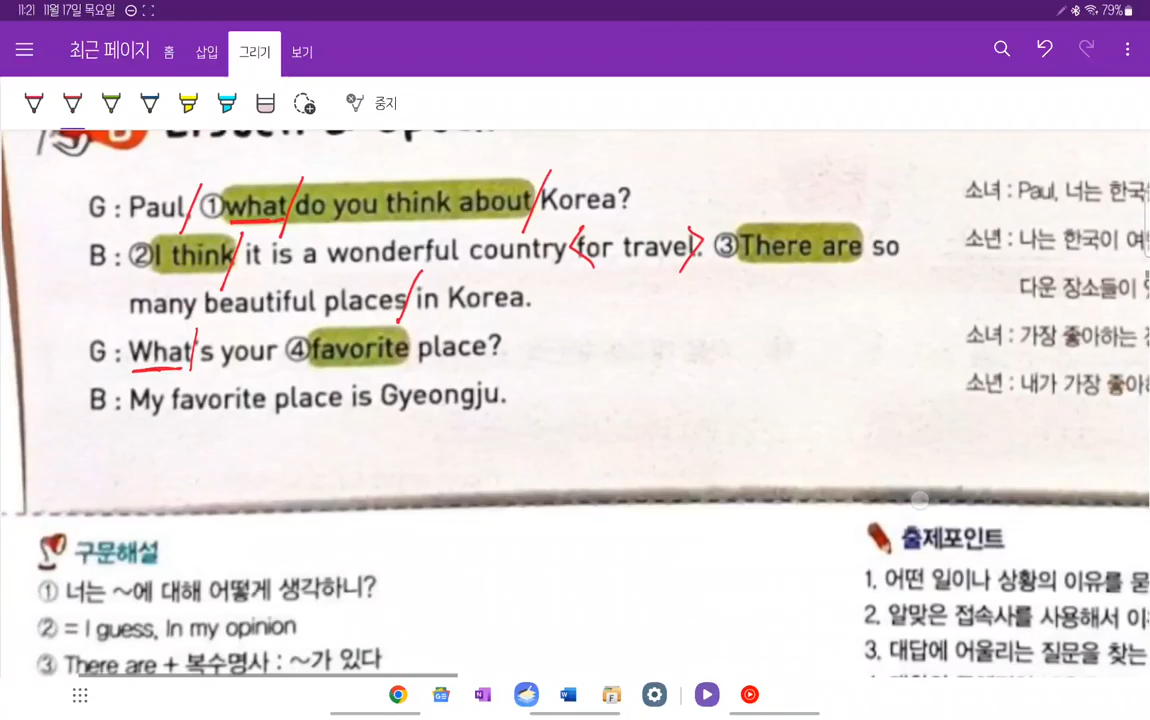 11:21 11월 17일 목요일 79%
최근 페이지 홈 삽입 그리기 보기
중지
G : Paul, ①what do you think about Korea?
B : ②I think it is a wonderful country for travel. ③There are so
many beautiful places in Korea.
G : What's your ④favorite place?
B : My favorite place is Gyeongju.
소녀 : Paul, 너는 한국
소년 : 나는 한국이
다운 장소들이
소녀 : 가장 좋아하는
소년 : 내가 가장 좋아
구문해설
① 너는 ~에 대해 어떻게 생각하니?
② = I guess, In my opinion
③ There are + 복수명사 : ~가 있다
출제포인트
1. 어떤 일이나 상황의 이유를 묻
2. 알맞은 접속사를 사용해서
3. 대답에 어울리는 질문을 찾는